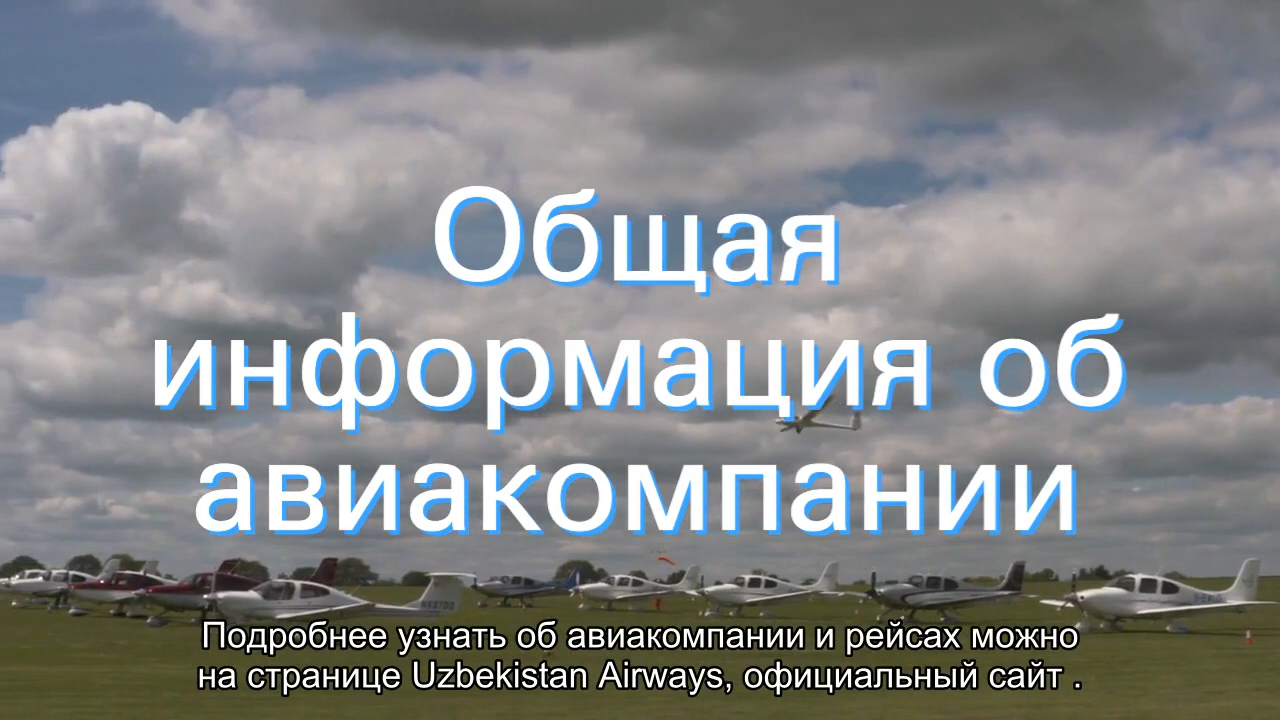 Общая
информация об
авиакомпании
Подробнее узнать об авиакомпании и рейсах можно
на странице Uzbekistan Airways, официальный сайт .